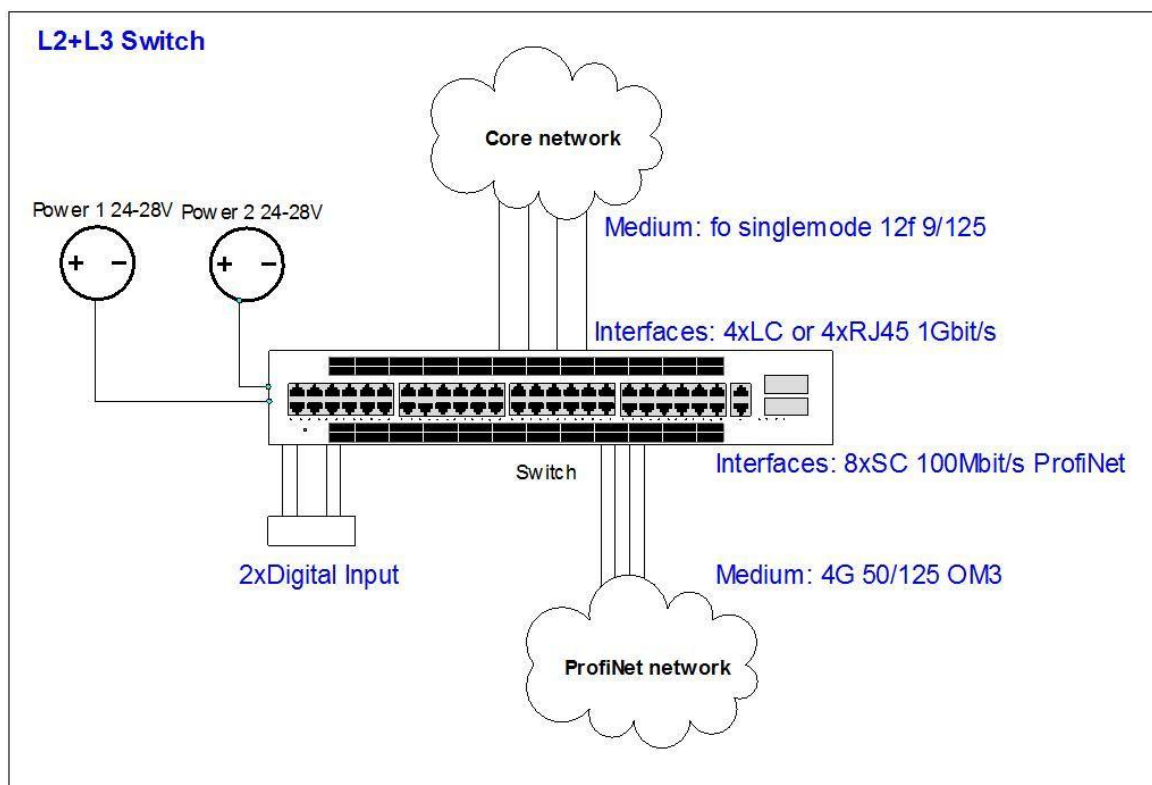 L2+L3 Switch
Core network
Power 1 24-28V
Power 2 24-28V
+ -
+ -
Medium: fo singlemode 12f 9/125
Interfaces: 4xLC or 4xRJ45 1Gbit/s
Switch
Interfaces: 8xSC 100Mbit/s ProfiNet
2xDigital Input
Medium: 4G 50/125 OM3
ProfiNet network